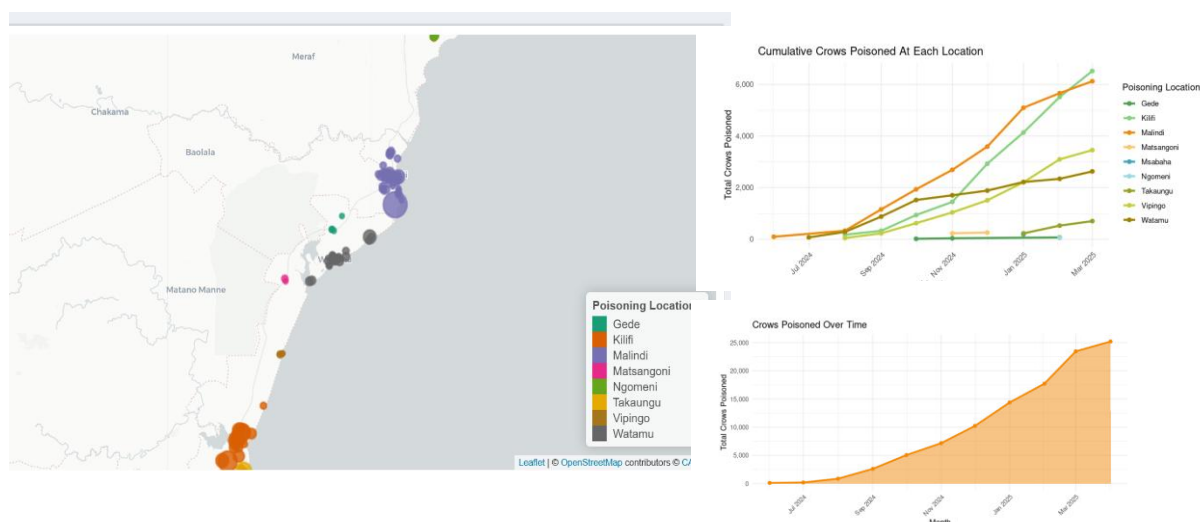 Meraf
Chakama
Baolala
Matano Manne
Poisoning Location
Gede
Kilifi
Malindi
Matsangoni
Ngomeni
Takaungu
Vipingo
Watamu
Leaflet | © OpenStreetMap contributors © CA
Cumulative Crows Poisoned At Each Location
Total Crows Poisoned
6,000
4,000
2,000
0
Jul 2024
Sep 2024
Nov 2024
Jan 2025
Mar 2025
Poisoning Location
Gede
Kilifi
Malindi
Matsangoni
Msabaha
Ngomeni
Takaungu
Vipingo
Watamu
Crows Poisoned Over Time
Total Crows Poisoned
25,000
20,000
15,000
10,000
5,000
0
Jul 2024
Sep 2024
Nov 2024
Jan 2025
Mar 2025
Month